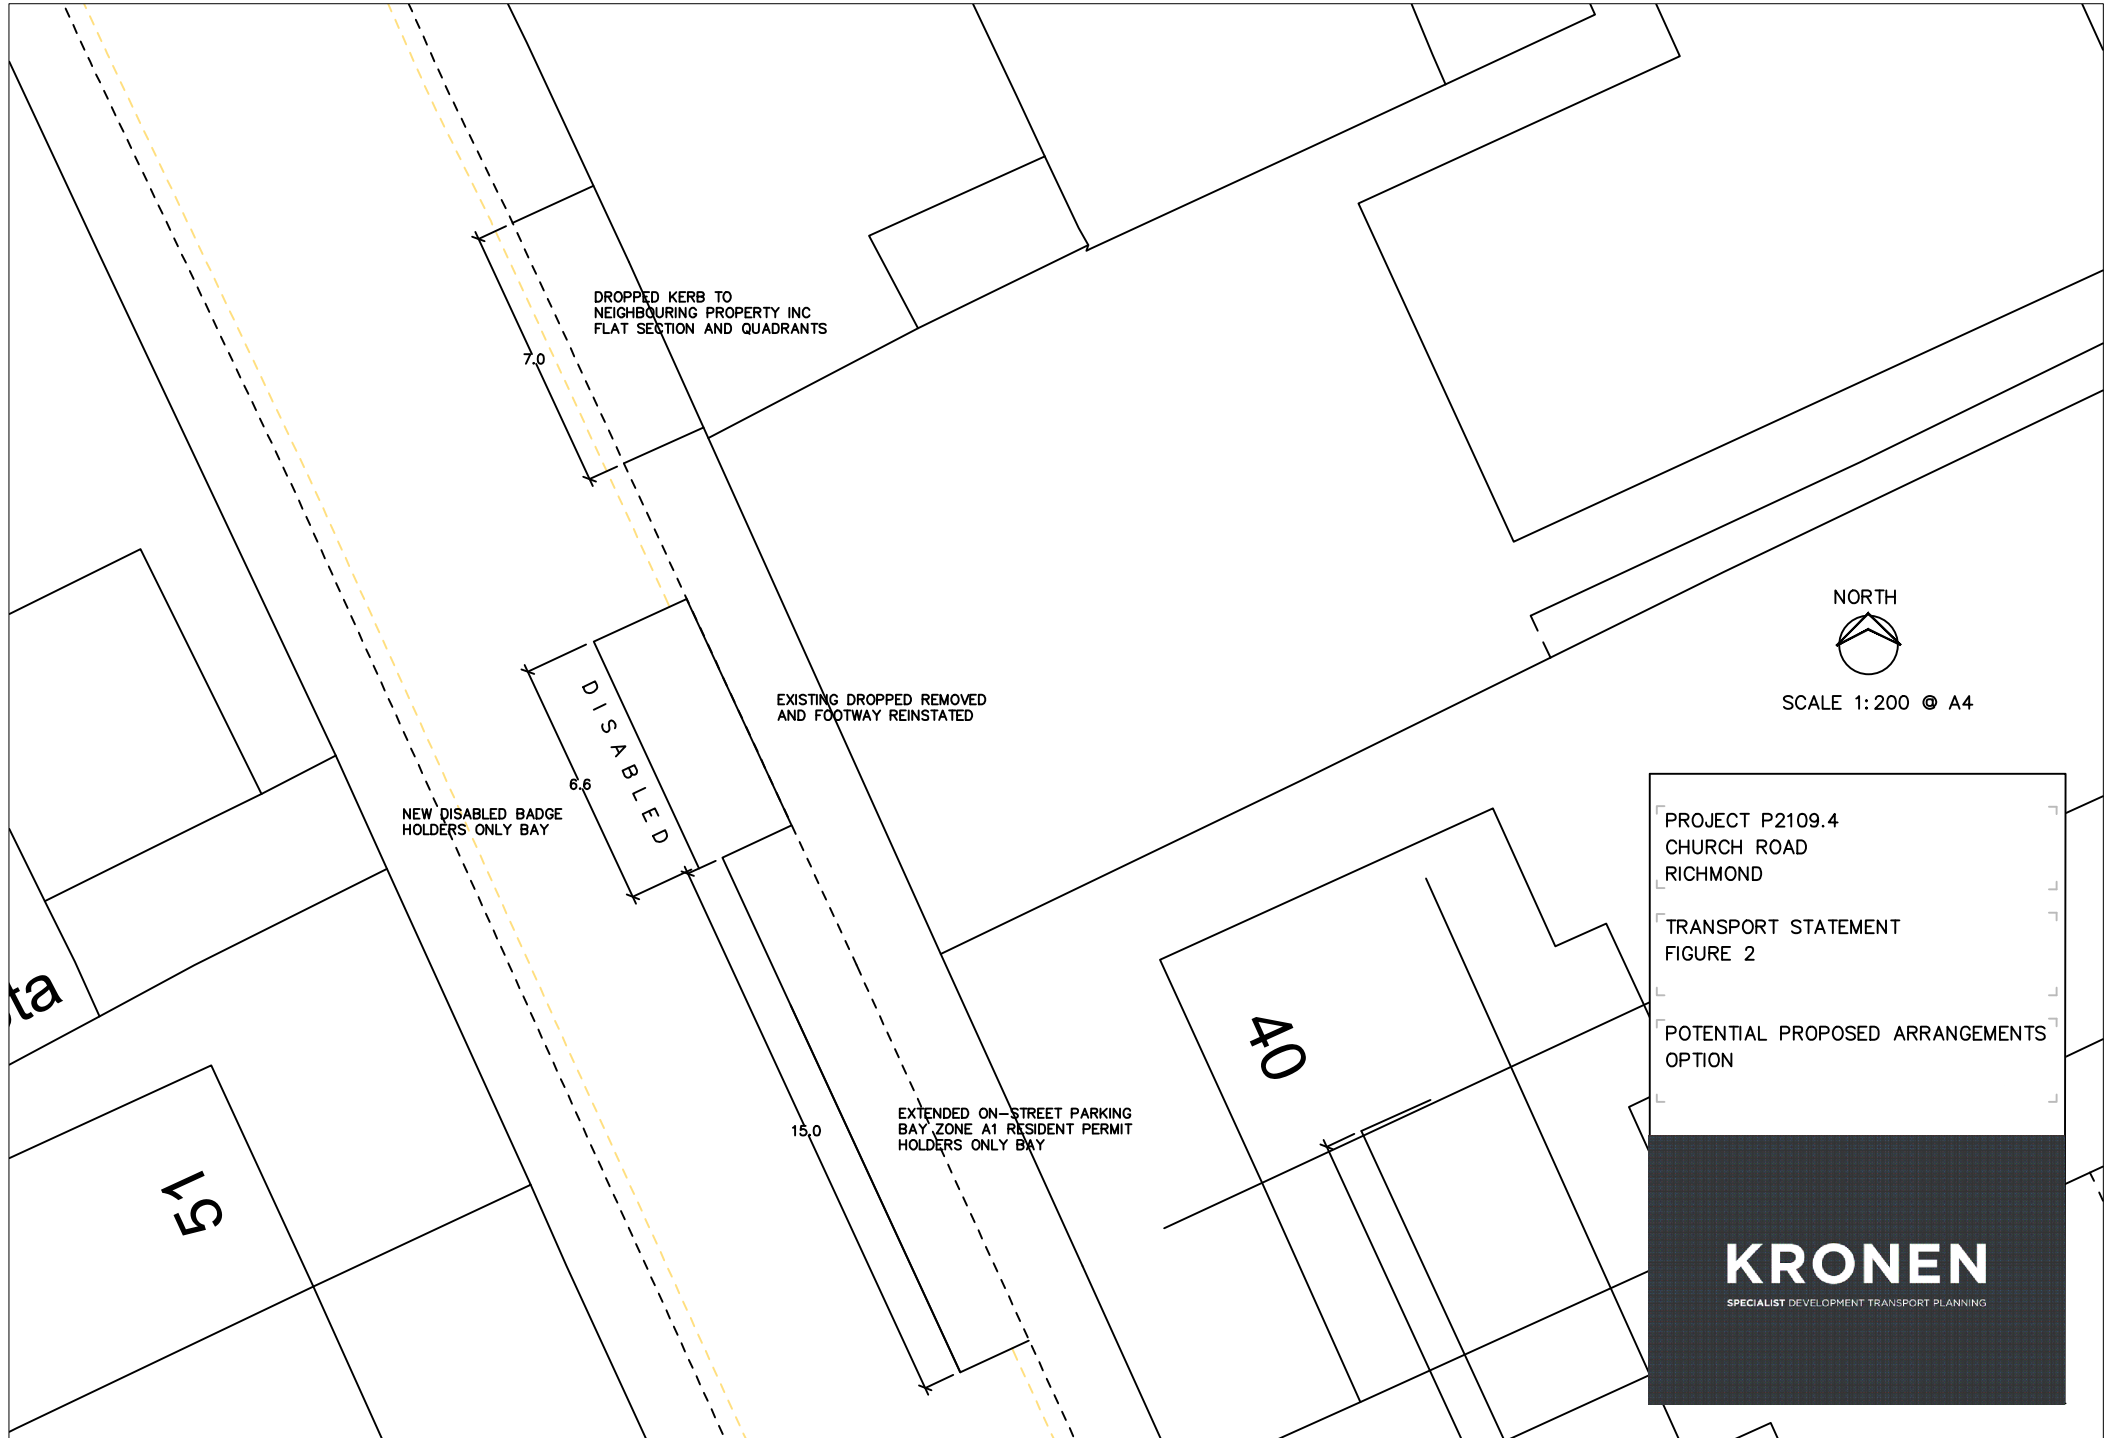 DROPPED KERB TO
NEIGHBOURING PROPERTY INC
FLAT SECTION AND QUADRANTS
7.0
NORTH
SCALE 1:200 @ A4
DISABLED
EXISTING DROPPED REMOVED
AND FOOTWAY REINSTATED
6.6
NEW DISABLED BADGE
HOLDERS ONLY BAY
PROJECT P2109.4
CHURCH ROAD
RICHMOND
TRANSPORT STATEMENT
FIGURE 2
POTENTIAL PROPOSED ARRANGEMENTS
OPTION
ta
40
EXTENDED ON-STREET PARKING
BAY ZONE A1 RESIDENT PERMIT
HOLDERS ONLY BAY
15.0
51
KRONEN
SPECIALIST DEVELOPMENT TRANSPORT PLANNING